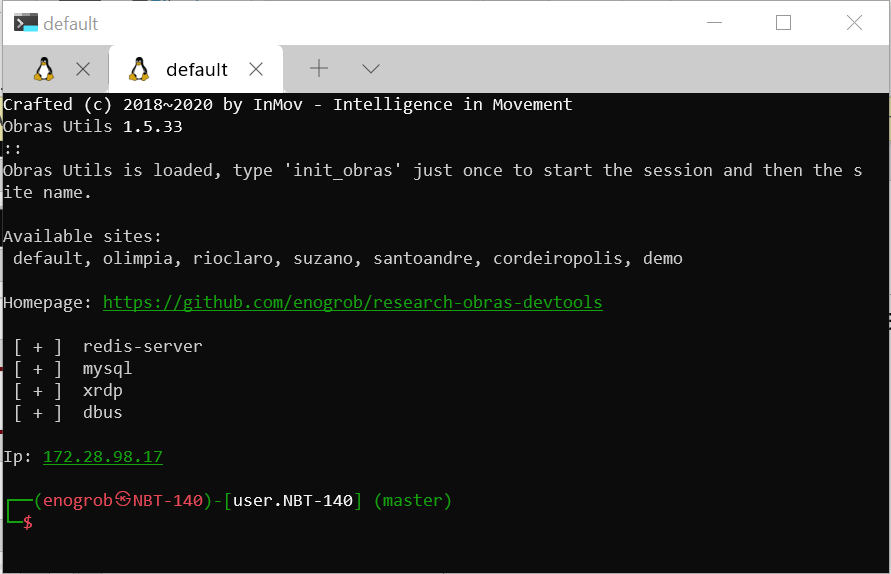 default
default
Crafted (c) 2018~2020 by InMov - Intelligence in Movement
Obras Utils 1.5.33
::
Obras Utils is loaded, type 'init_obras' just once to start the session and then the s
ite name.
Available sites:
default, olimpia, rioclaro, suzano, santoandre, cordeiropolis, demo
Homepage: https://github.com/enogrob/research-obras-devtools
[ + ]  redis-server
[ + ]  mysql
[ + ]  xrdp
[ + ]  dbus
Ip: 172.28.98.17
┌──(enogrob㉿NBT-140)-[user.NBT-140] (master)
└─$